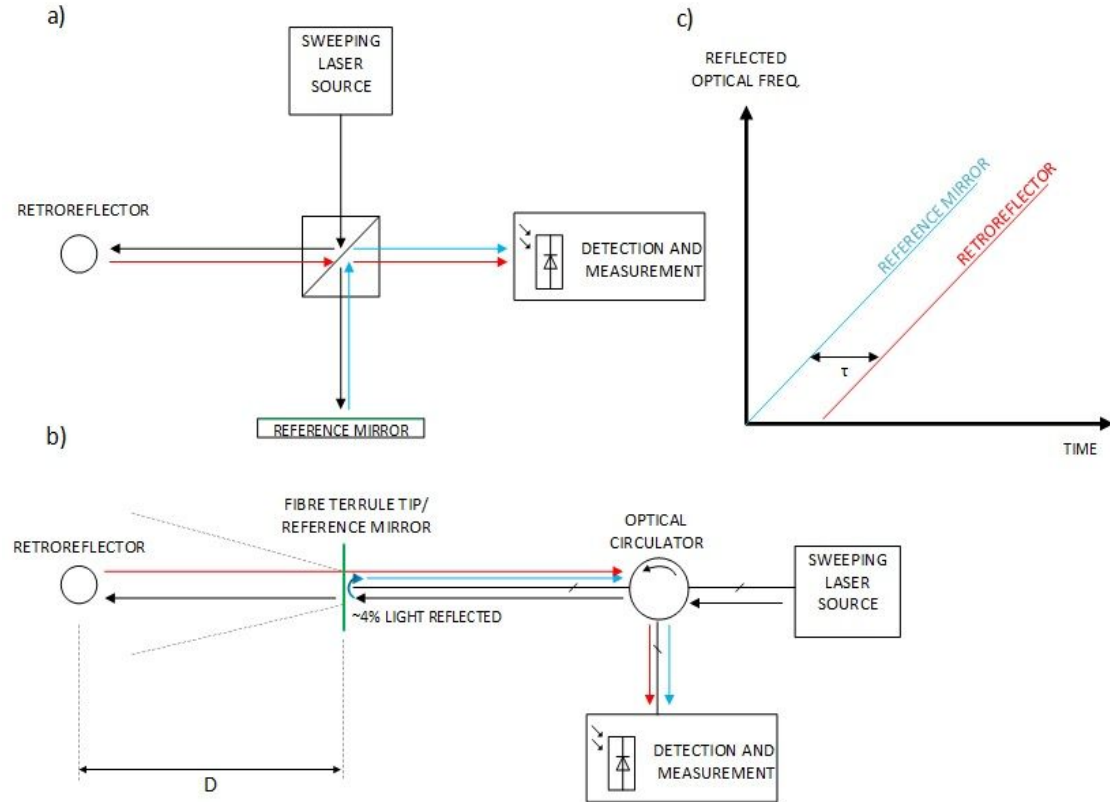 a)
SWEEPING
LASER
SOURCE
RETROREFLECTOR
DETECTION AND
MEASUREMENT
REFERENCE MIRROR
c)
REFLECTED
OPTICAL FREQ.
REFERENCE MIRROR
RETROREFLECTOR
τ
TIME
b)
FIBRE TERRULE TIP/
REFERENCE MIRROR
OPTICAL
CIRCULATOR
RETROREFLECTOR
SWEEPING
LASER
SOURCE
~4% LIGHT REFLECTED
DETECTION AND
MEASUREMENT
D